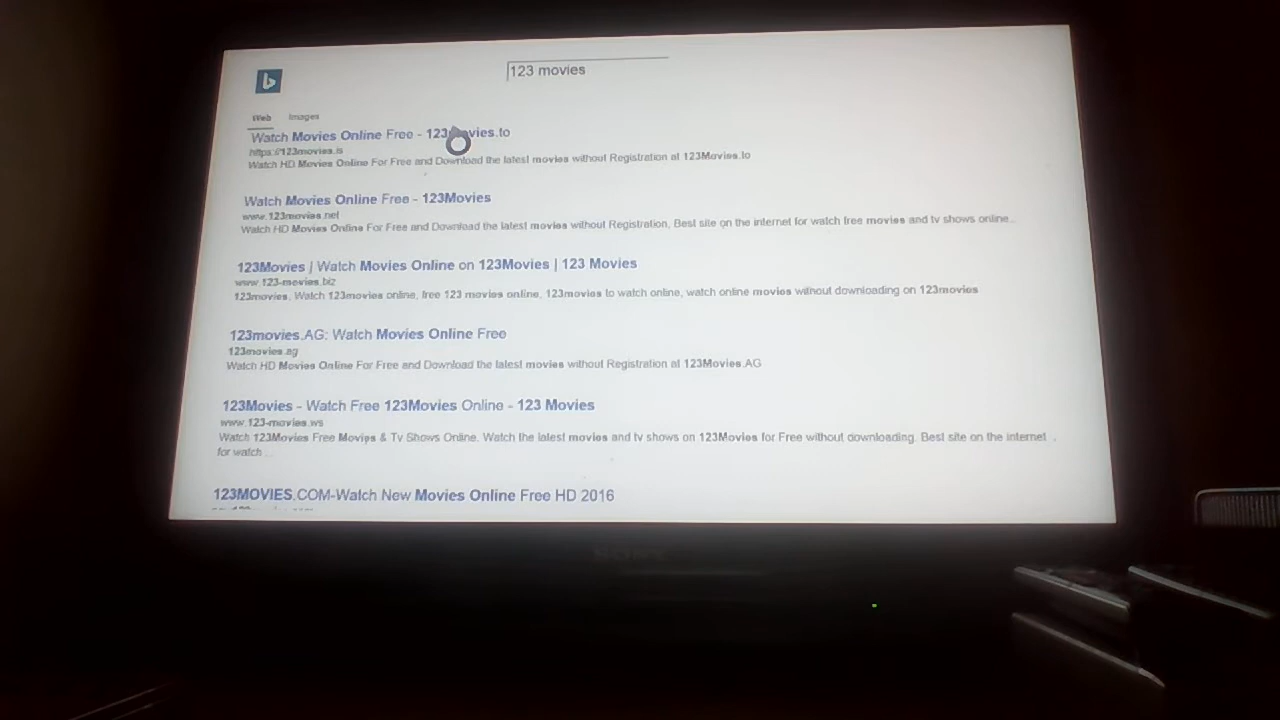 123 movies
Web Images
Watch Movies Online Free - 123Movies.to
https://123movies.is
Watch HD Movies Online For Free and Download the latest movies without Registration at 123Movies.to
Watch Movies Online Free - 123Movies
www.123movies.net
Watch HD Movies Online For Free and Download the latest movies without Registration, Best site on the internet for watch free movies and tv shows online...
123Movies | Watch Movies Online on 123Movies | 123 Movies
www.123-movies.biz
123movies, Watch 123movies online, free 123 movies online, 123movies to watch online, watch online movies without downloading on 123movies
123movies.AG: Watch Movies Online Free
123movies.ag
Watch HD Movies Online For Free and Download the latest movies without Registration at 123Movies.AG
123Movies - Watch Free 123Movies Online - 123 Movies
www.123-movies.ws
Watch 123Movies Free Movies & Tv Shows Online. Watch the latest movies and tv shows on 123Movies for Free without downloading. Best site on the internet
for watch ...
123MOVIES.COM-Watch New Movies Online Free HD 2016
SONY